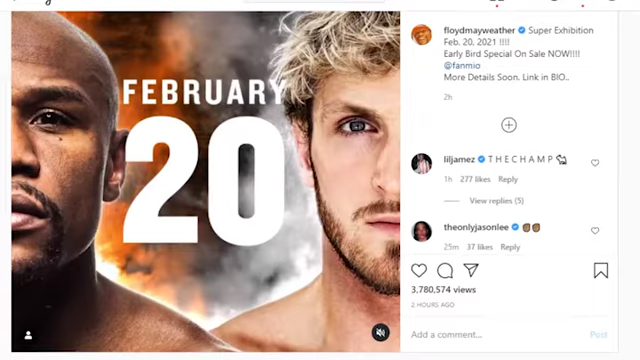 FEBRUARY
20
floydmayweather Super Exhibition
Feb. 20, 2021 !!!!
Early Bird Special On Sale NOW!!!!
@fanmio
More Details Soon. Link in BIO..
2h
liljamez T H E C H A M P
1h 277 likes Reply
View replies (5)
theonlyjasonlee
25m 37 likes Reply
3,780,574 views
2 HOURS AGO
Add a comment... Post